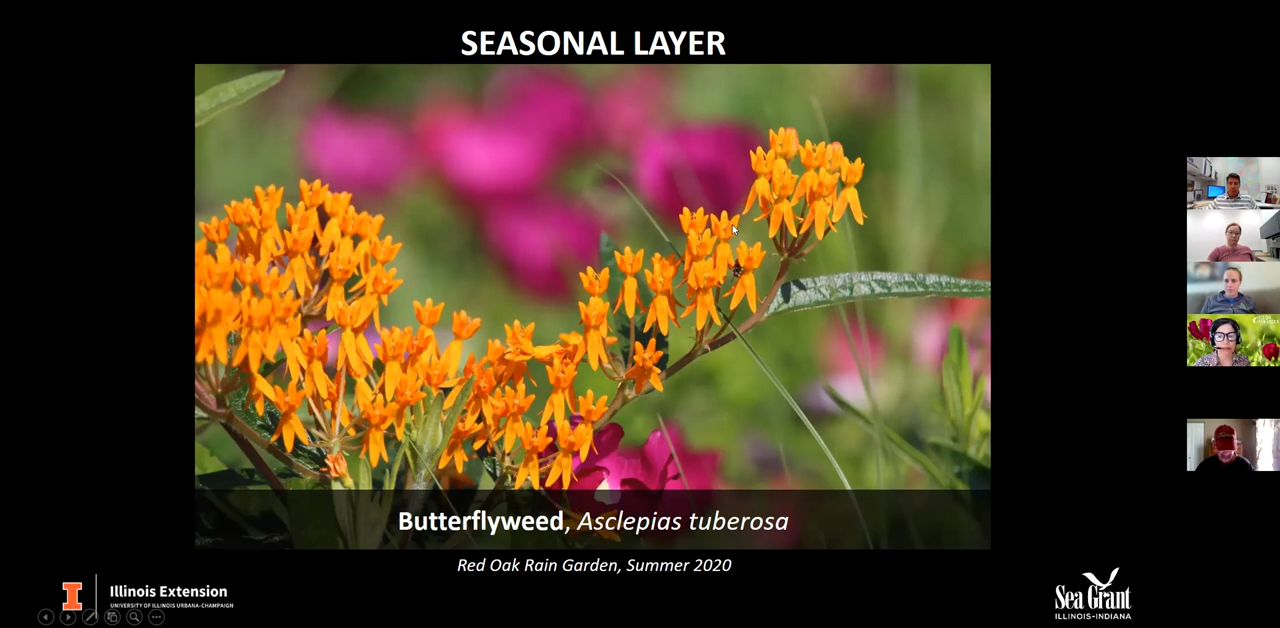 SEASONAL LAYER
Butterflyweed, Asclepias tuberosa
Red Oak Rain Garden, Summer 2020
I
Illinois Extension
UNIVERSITY OF ILLINOIS URBANA-CHAMPAIGN
Sea Grant
ILLINOIS-INDIANA